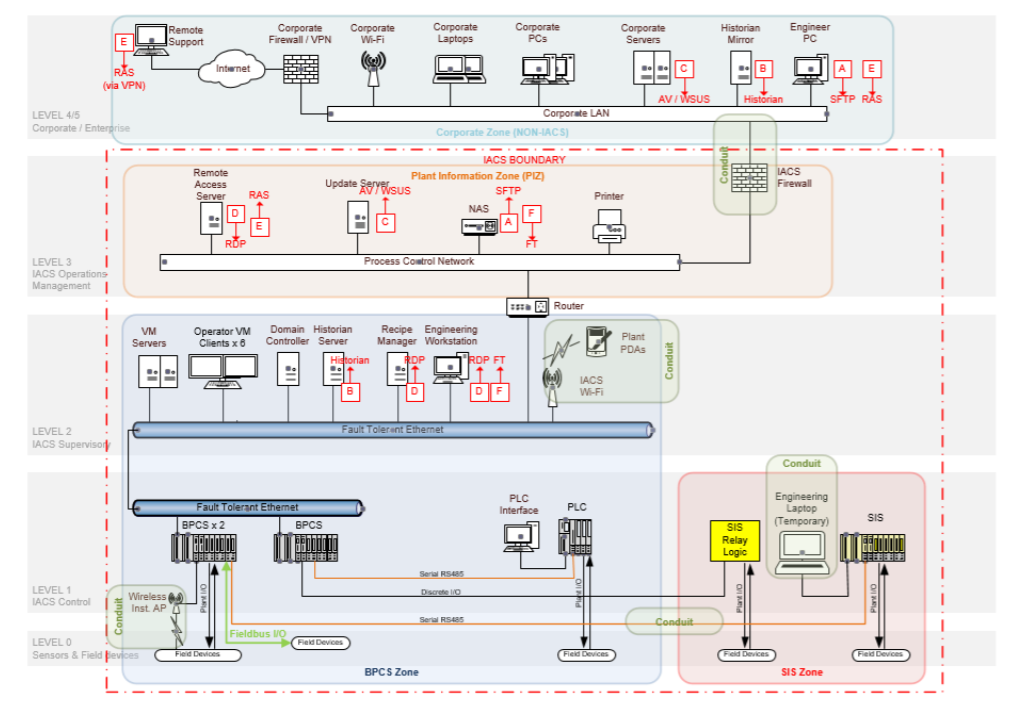 Remote
Support
E
RAS
(via VPN)
Internet
Corporate
Firewall / VPN
Corporate
Wi-Fi
Corporate
Laptops
Corporate
PCs
Corporate
Servers
C
AV / WSUS
Historian
Mirror
B
Historian
Engineer
PC
A
SFTP
E
RAS
LEVEL 4/5
Corporate / Enterprise
Corporate LAN
Corporate Zone (NON-IACS)
Conduit
IACS BOUNDARY
IACS
Firewall
Plant Information Zone (PIZ)
Remote
Access
Server
RAS
D
E
RDP
Update Server
AV / WSUS
C
NAS
SFTP
A
F
FT
Printer
LEVEL 3
IACS Operations
Management
Process Control Network
Router
VM
Servers
Operator VM
Clients x 6
Domain
Controller
Historian
Server
Historian
B
Recipe
Manager
RDP
D
Engineering
Workstation
RDP FT
D
F
Plant
PDAs
IACS
Wi-Fi
Conduit
LEVEL 2
IACS Supervisory
Fault Tolerant Ethernet
Fault Tolerant Ethernet
BPCS x 2
BPCS
PLC
Interface
PLC
Conduit
Engineering
Laptop
(Temporary)
SIS
Relay
Logic
SIS
Serial RS485
Discrete I/O
LEVEL 1
IACS Control
Wireless
Inst. AP
Conduit
Plant I/O
Plant I/O
Plant I/O
Plant I/O
Serial RS485
Conduit
Fieldbus I/O
Field Devices
LEVEL 0
Sensors & Field devices
Field Devices
Field Devices
Field Devices
Field Devices
BPCS Zone
SIS Zone